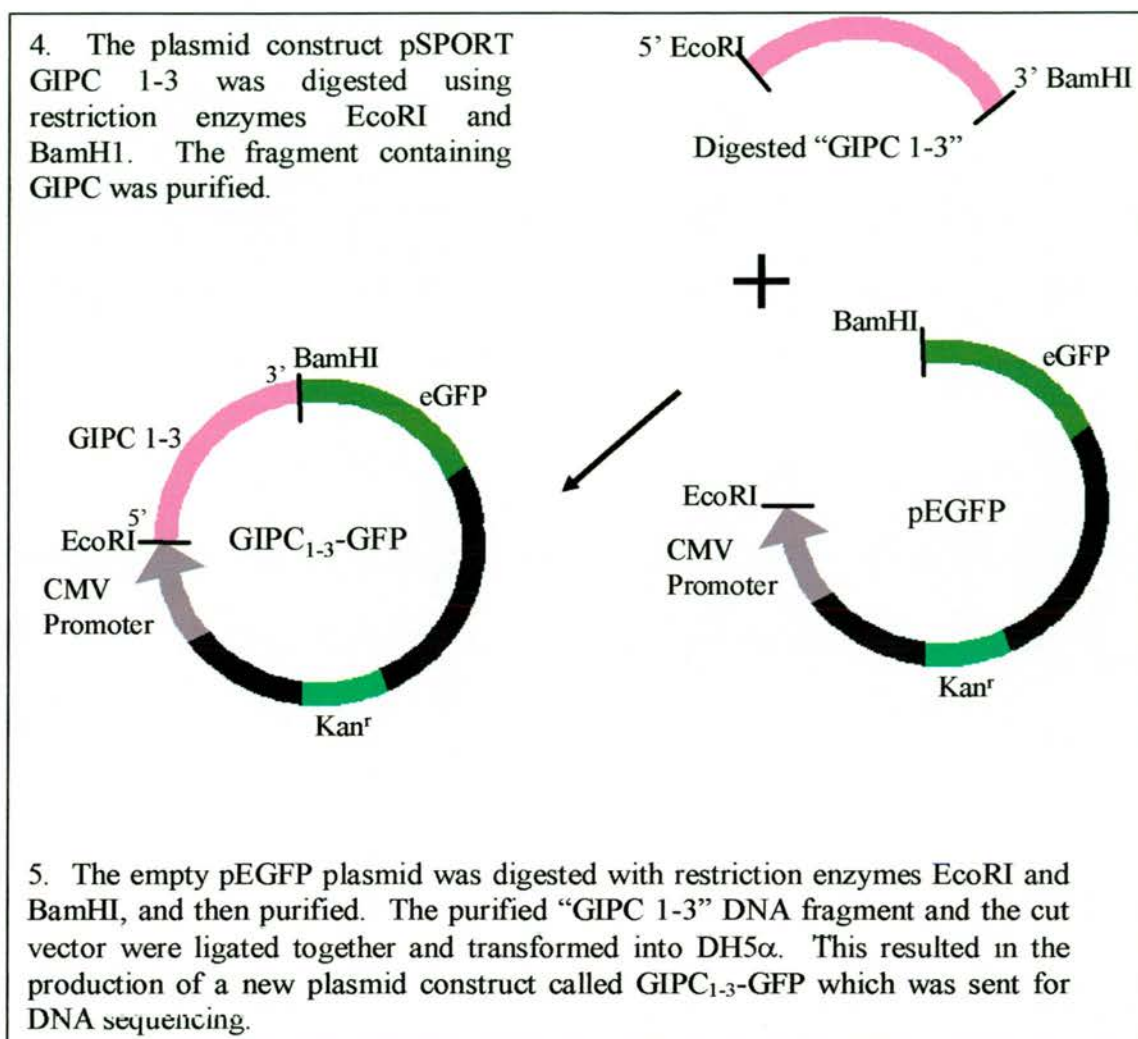 4. The plasmid construct pSPORT
GIPC 1-3 was digested using
restriction enzymes EcoRI and
BamH1. The fragment containing
GIPC was purified.
5’ EcoRI
3’ BamHI
Digested “GIPC 1-3”
+
BamHI
eGFP
EcoRI
pEGFP
CMV
Promoter
Kanʳ
3’ BamHI
eGFP
GIPC 1-3
5’
EcoRI
GIPC₁₋₃-GFP
CMV
Promoter
Kanʳ
5. The empty pEGFP plasmid was digested with restriction enzymes EcoRI and
BamHI, and then purified. The purified “GIPC 1-3” DNA fragment and the cut
vector were ligated together and transformed into DH5α. This resulted in the
production of a new plasmid construct called GIPC₁₋₃-GFP which was sent for
DNA sequencing.